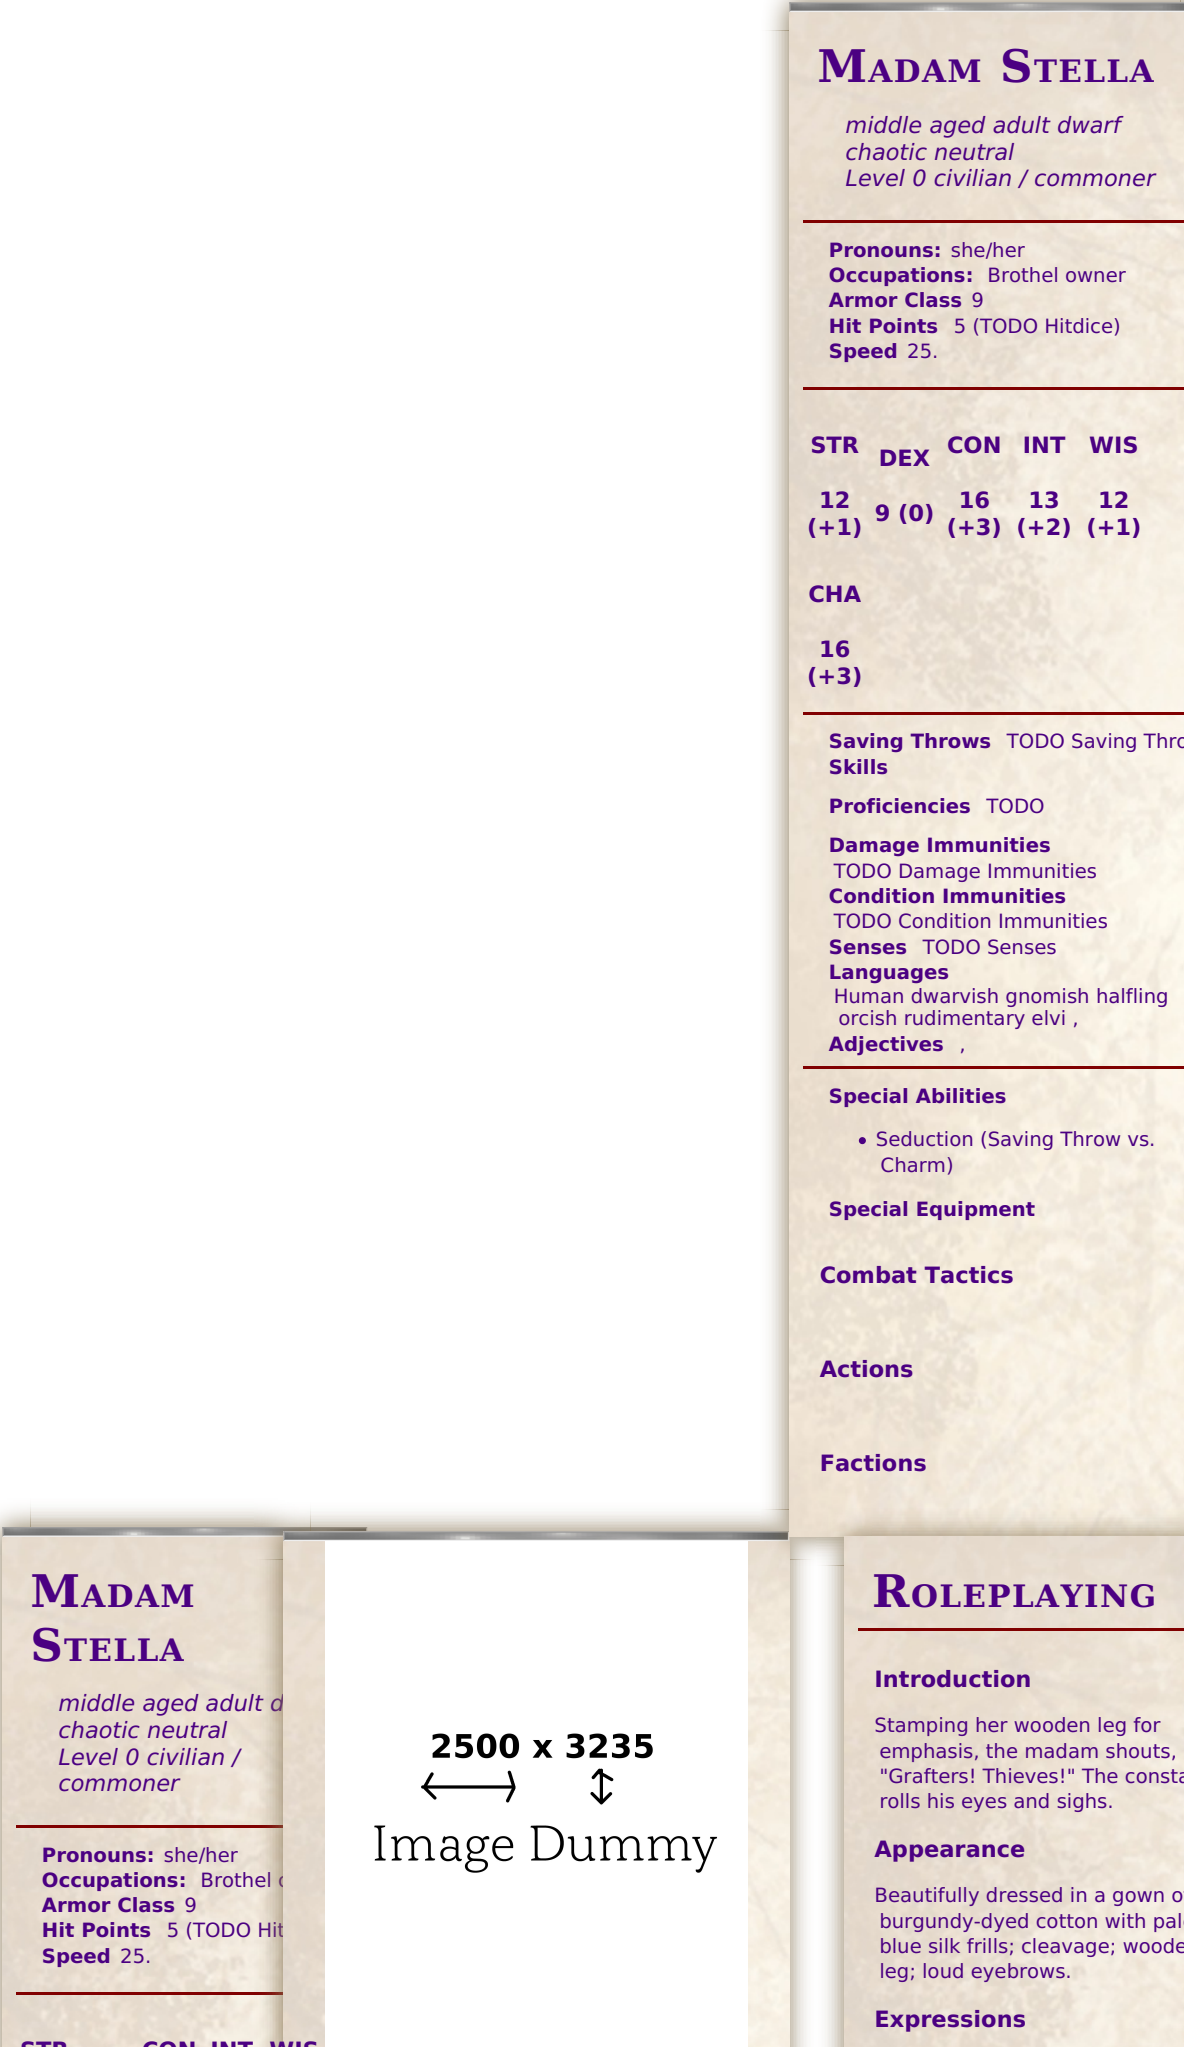 Madam Stella
middle aged adult dwarf
chaotic neutral
Level 0 civilian / commoner
Pronouns: she/her
Occupations: Brothel owner
Armor Class 9
Hit Points 5 (TODO Hitdice)
Speed 25.
STR DEX CON INT WIS
12 (+1) 9 (0) 16 (+3) 13 (+2) 12 (+1)
CHA
16
(+3)
Saving Throws TODO Saving
Skills
Proficiencies TODO
Damage Immunities
TODO Damage Immunities
Condition Immunities
TODO Condition Immunities
Senses TODO Senses
Languages
Human dwarvish gnomish halfling
orcish rudimentary elvi ,
Adjectives ,
Special Abilities
• Seduction (Saving Throw vs.
Charm)
Special Equipment
Combat Tactics
Actions
Factions
Madam
Stella
middle aged adult
chaotic neutral
Level 0 civilian /
commoner
Pronouns: she/her
Occupations: Brothel
Armor Class 9
Hit Points 5 (TODO
Speed 25.
2500 x 3235
Image Dummy
Roleplaying
Introduction
Stamping her wooden leg for
emphasis, the madam shouts,
"Grafters! Thieves!" The
rolls his eyes and sighs.
Appearance
Beautifully dressed in a gown
burgundy-dyed cotton with
blue silk frills; cleavage;
leg; loud eyebrows.
Expressions